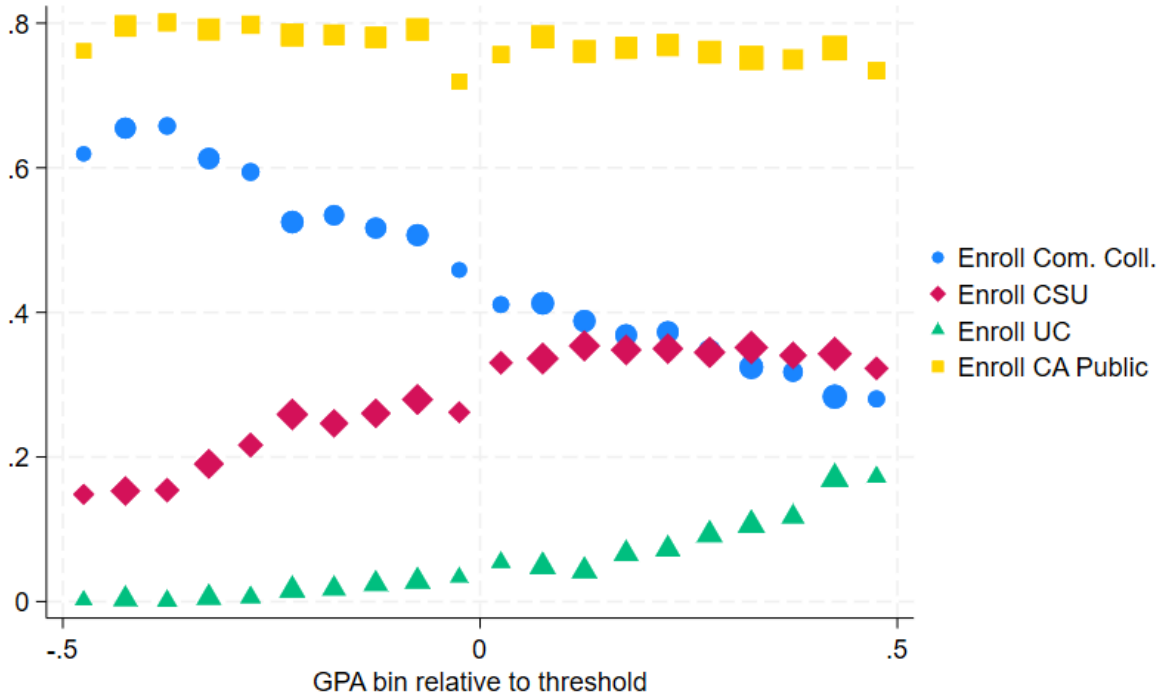 .8
.6
.4
.2
0
-.5
0
.5
GPA bin relative to threshold
Enroll Com. Coll.
Enroll CSU
Enroll UC
Enroll CA Public